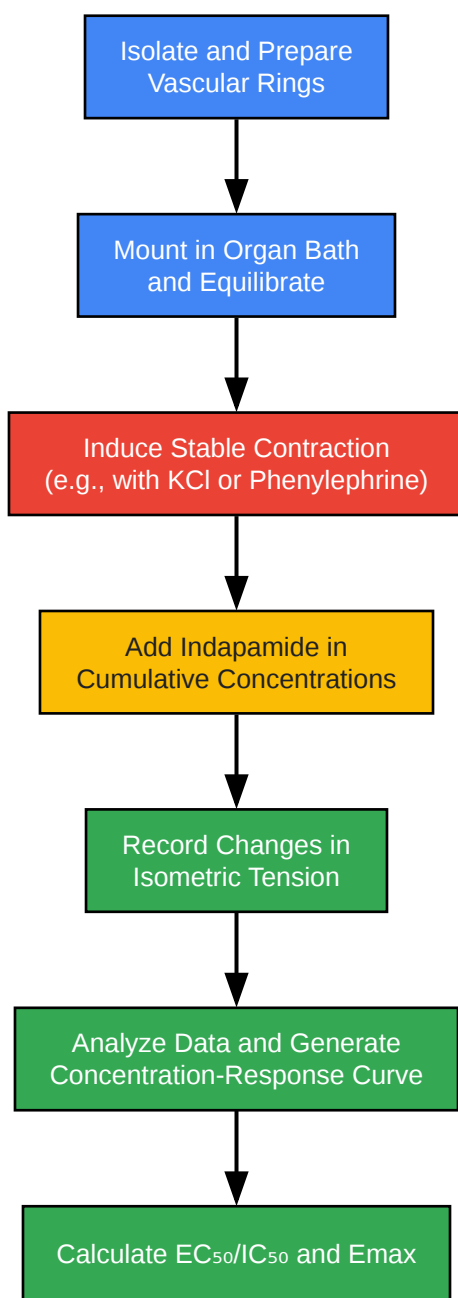 Isolate and Prepare
Vascular Rings
Mount in Organ Bath
and Equilibrate
Induce Stable Contraction
(e.g., with KCl or Phenylephrine)
Add Indapamide in
Cumulative Concentrations
Record Changes in
Isometric Tension
Analyze Data and Generate
Concentration-Response Curve
Calculate EC₅₀/IC₅₀ and Emax